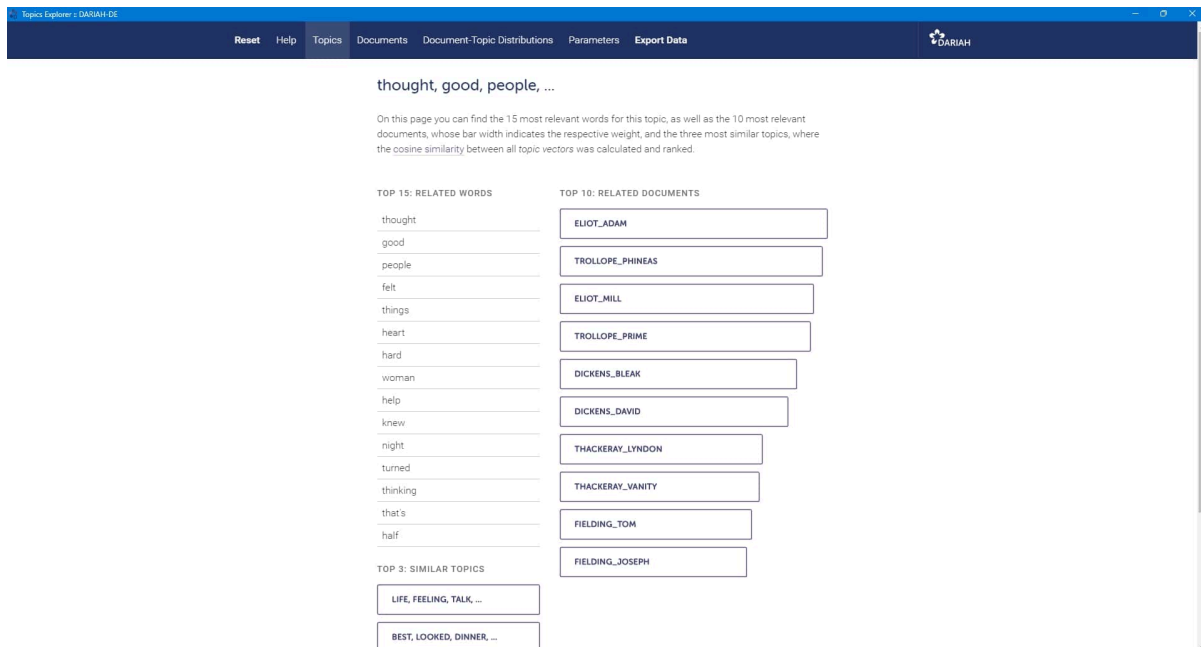 Topics Explorer :: DARIAH-DE
Reset Help Topics Documents Document-Topic Distributions Parameters Export Data
DARIAH
thought, good, people, ...
On this page you can find the 15 most relevant words for this topic, as well as the 10 most relevant
documents, whose bar width indicates the respective weight, and the three most similar topics, where
the cosine similarity between all topic vectors was calculated and ranked.
TOP 15: RELATED WORDS
thought
good
people
felt
things
heart
hard
woman
help
knew
night
turned
thinking
that's
half
TOP 3: SIMILAR TOPICS
LIFE, FEELING, TALK, ...
BEST, LOOKED, DINNER, ...
TOP 10: RELATED DOCUMENTS
ELIOT_ADAM
TROLLOPE_PHINEAS
ELIOT_MILL
TROLLOPE_PRIME
DICKENS_BLEAK
DICKENS_DAVID
THACKERAY_LYNDON
THACKERAY_VANITY
FIELDING_TOM
FIELDING_JOSEPH